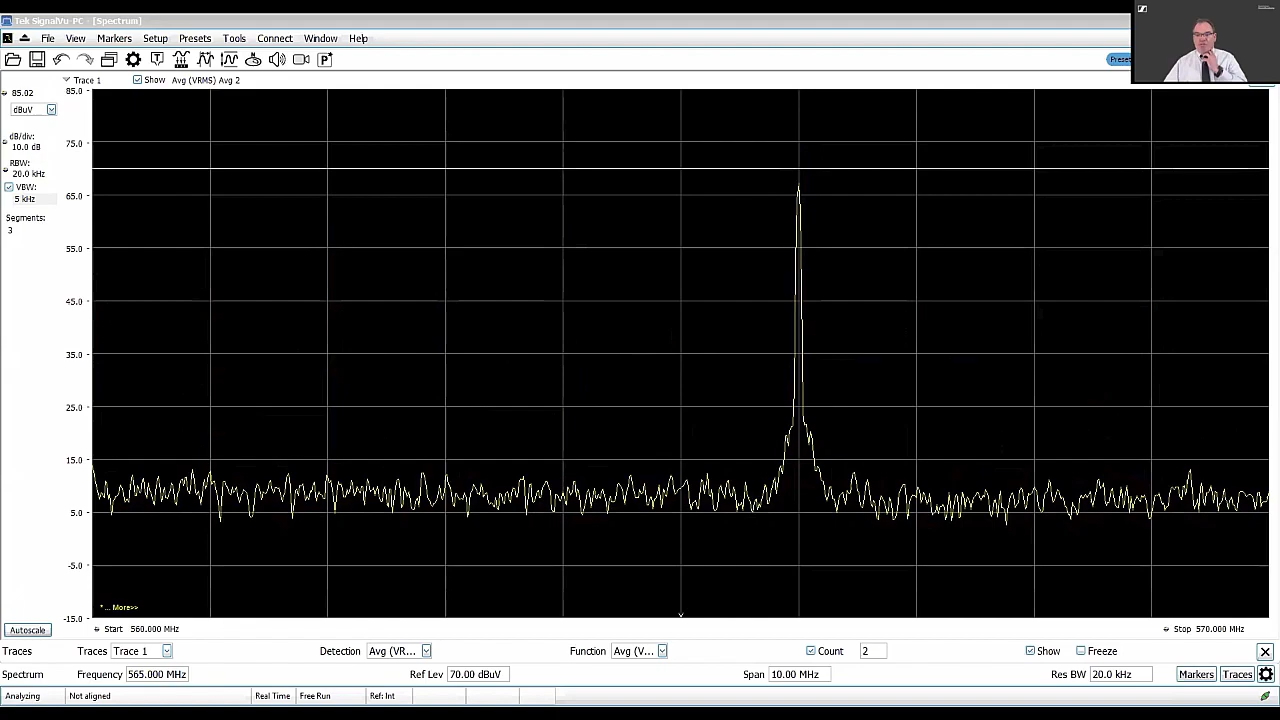 Tek SignalVu-PC - [Spectrum]
File View Markers Setup Presets Tools Connect Window Help
Preset
Trace 1 Show Avg (VRMS) Avg 2
85.02
dBuV
dB/div:
10.0 dB
RBW:
20.0 kHz
VBW:
5 kHz
Segments:
3
85.0
75.0
65.0
55.0
45.0
35.0
25.0
15.0
5.0
-5.0
-15.0
* ... More>>
Autoscale
Start 560.000 MHz
Stop 570.000 MHz
Traces Traces Trace 1 Detection Avg (VR... Function Avg (V... Count 2 Show Freeze
Spectrum Frequency 565.000 MHz Ref Lev 70.00 dBuV Span 10.00 MHz Res BW 20.0 kHz Markers Traces
Analyzing Not aligned Real Time Free Run Ref: Int